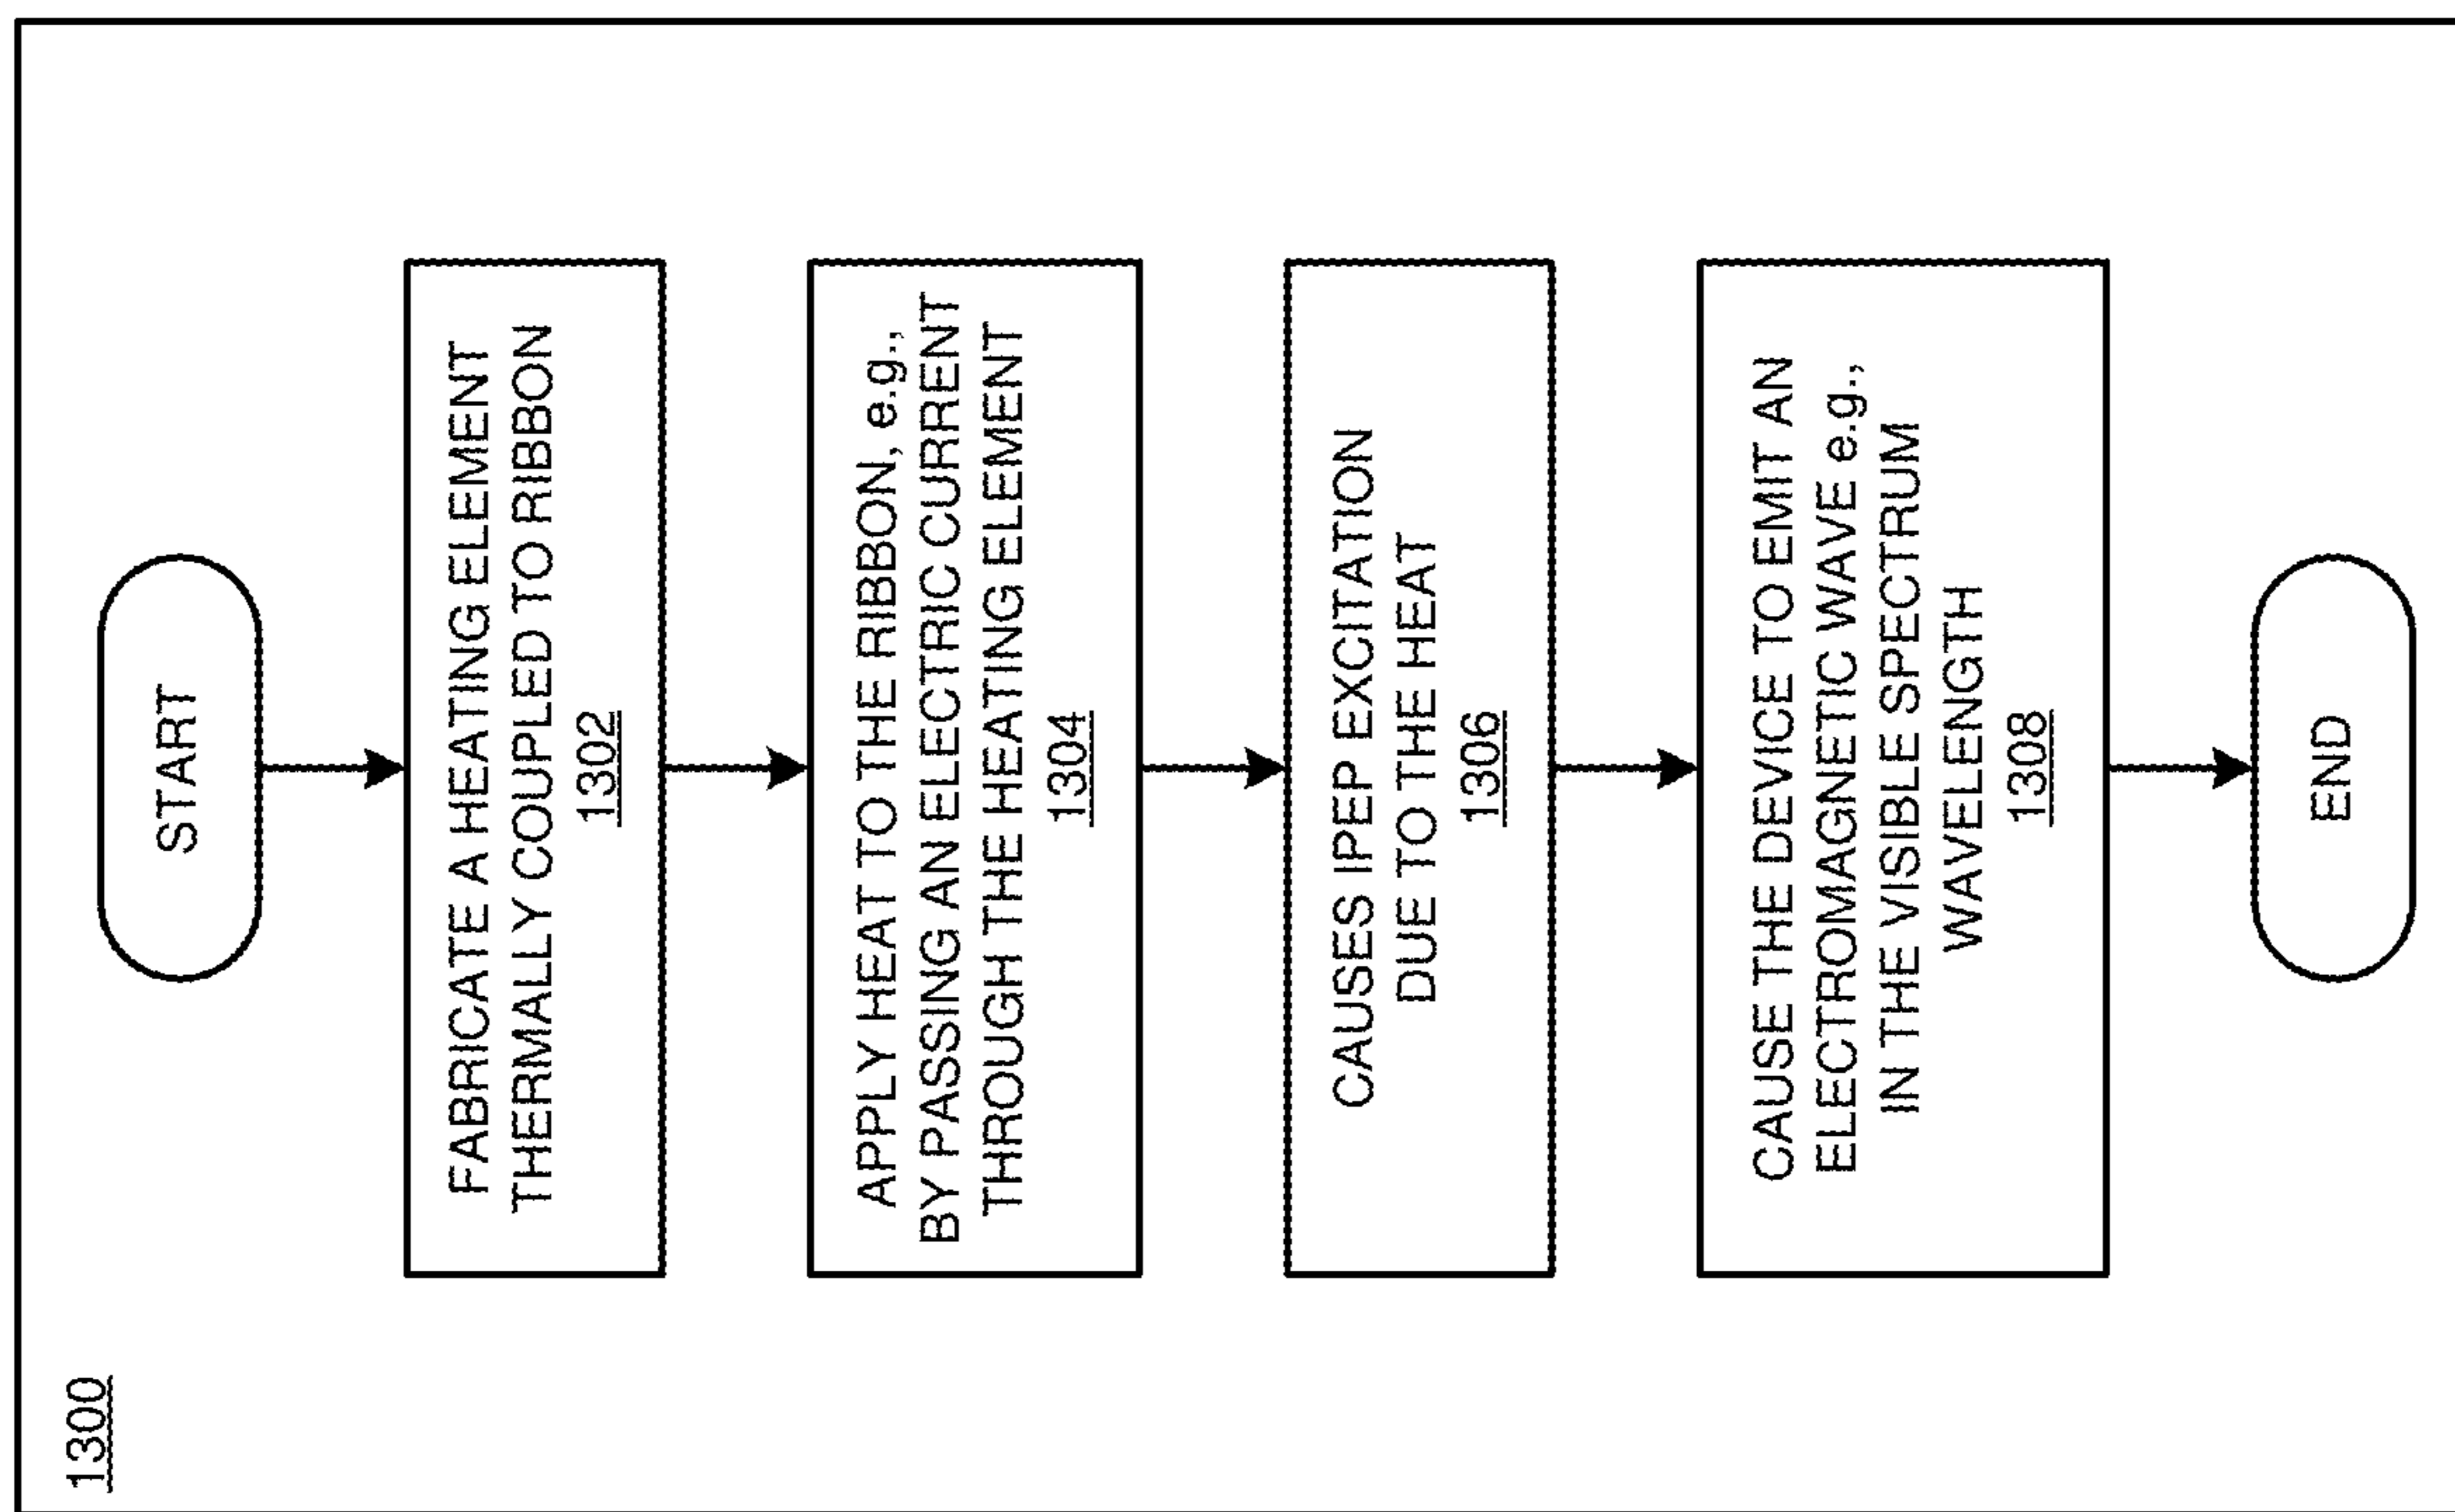 1300
START
FABRICATE A HEATING ELEMENT
THERMALLY COUPLED TO RIBBON
1302
APPLY HEAT TO THE RIBBON, e.g.,
BY PASSING AN ELECTRIC CURRENT
THROUGH THE HEATING ELEMENT
1304
CAUSES IPEP EXCITATION
DUE TO THE HEAT
1306
CAUSE THE DEVICE TO EMIT AN
ELECTROMAGNETIC WAVE e.g.,
IN THE VISIBLE SPECTRUM
WAVELENGTH
1308
END